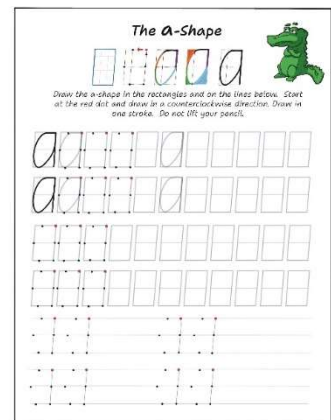 The a-Shape
a
Draw the a-shape in the rectangles and on the lines below. Start
at the red dot and draw in a counterclockwise direction. Draw in
one stroke. Do not lift your pencil.
a a a
a a a